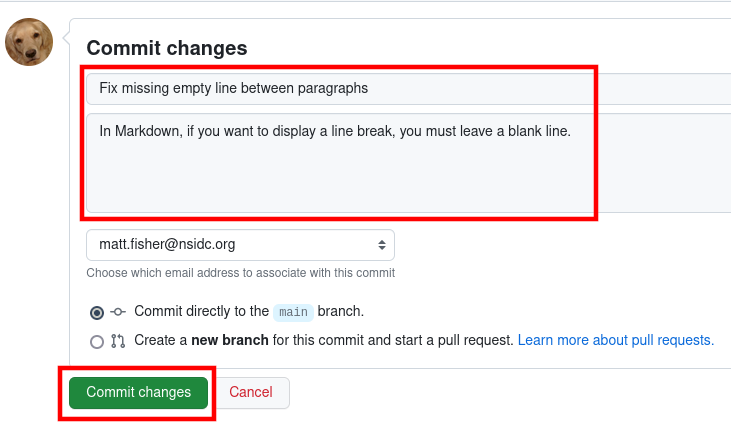 Commit changes
Fix missing empty line between paragraphs
In Markdown, if you want to display a line break, you must leave a blank line.
matt.fisher@nsidc.org
Choose which email address to associate with this commit
Commit directly to the main branch.
Create a new branch for this commit and start a pull request. Learn more about pull requests.
Commit changes Cancel